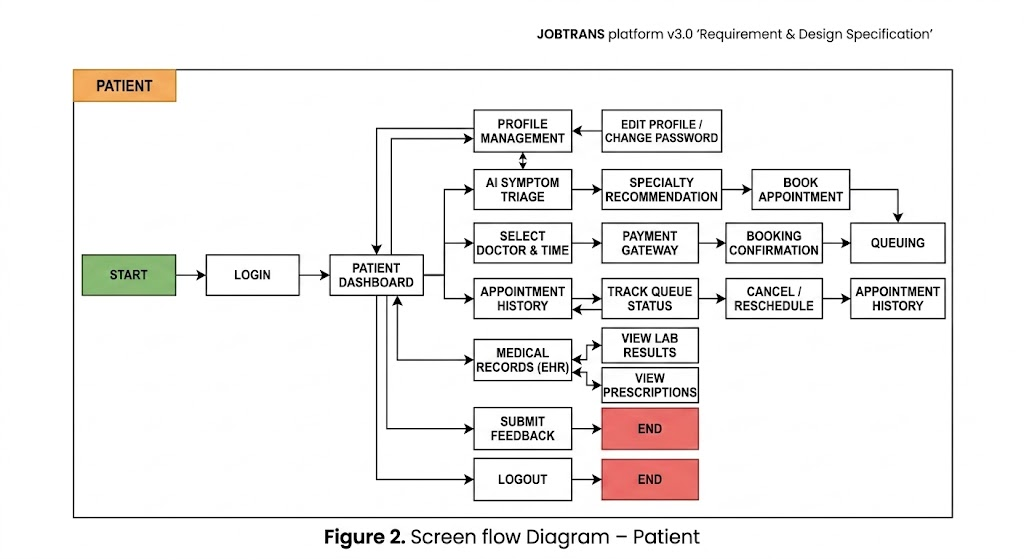 JOBTRANS platform v3.0 ‘Requirement & Design Specification’
PATIENT
PROFILE
MANAGEMENT
EDIT PROFILE /
CHANGE PASSWORD
AI SYMPTOM
TRIAGE
SPECIALTY
RECOMMENDATION
BOOK
APPOINTMENT
SELECT
DOCTOR & TIME
PAYMENT
GATEWAY
BOOKING
CONFIRMATION
QUEUING
START
LOGIN
PATIENT
DASHBOARD
APPOINTMENT
HISTORY
TRACK QUEUE
STATUS
CANCEL /
RESCHEDULE
APPOINTMENT
HISTORY
MEDICAL
RECORDS (EHR)
VIEW LAB
RESULTS
VIEW
PRESCRIPTIONS
SUBMIT
FEEDBACK
END
LOGOUT
END
Figure 2. Screen flow Diagram – Patient